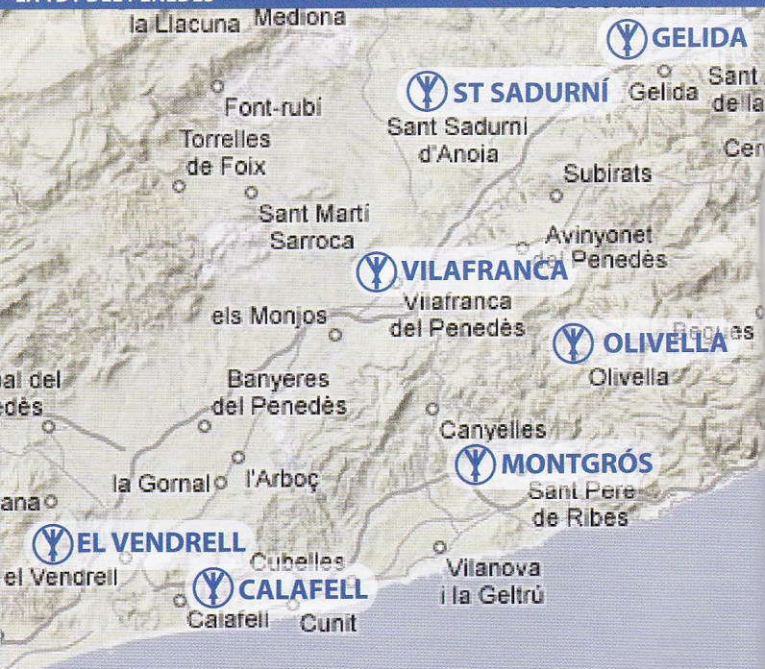 la Llacuna Mediona
GELIDA
Gelida
Sant
della
ST SADURNÍ
Sant Sadurní
d'Anoia
Font-rubí
Torrelles
de Foix
Sant Martí
Sarroca
Subirats
Avinyonet
del Penedès
VILAFRANCA
Vilafranca
del Penedès
els Monjos
OLIVELLA
Olivella
Begues
Banyeres
del Penedès
Canyelles
la Gornal
l'Arboç
MONTGRÓS
Sant Pere
de Ribes
EL VENDRELL
el Vendrell
Cubelles
CALAFELL
Calafell
Cunit
Vilanova
i la Geltrú